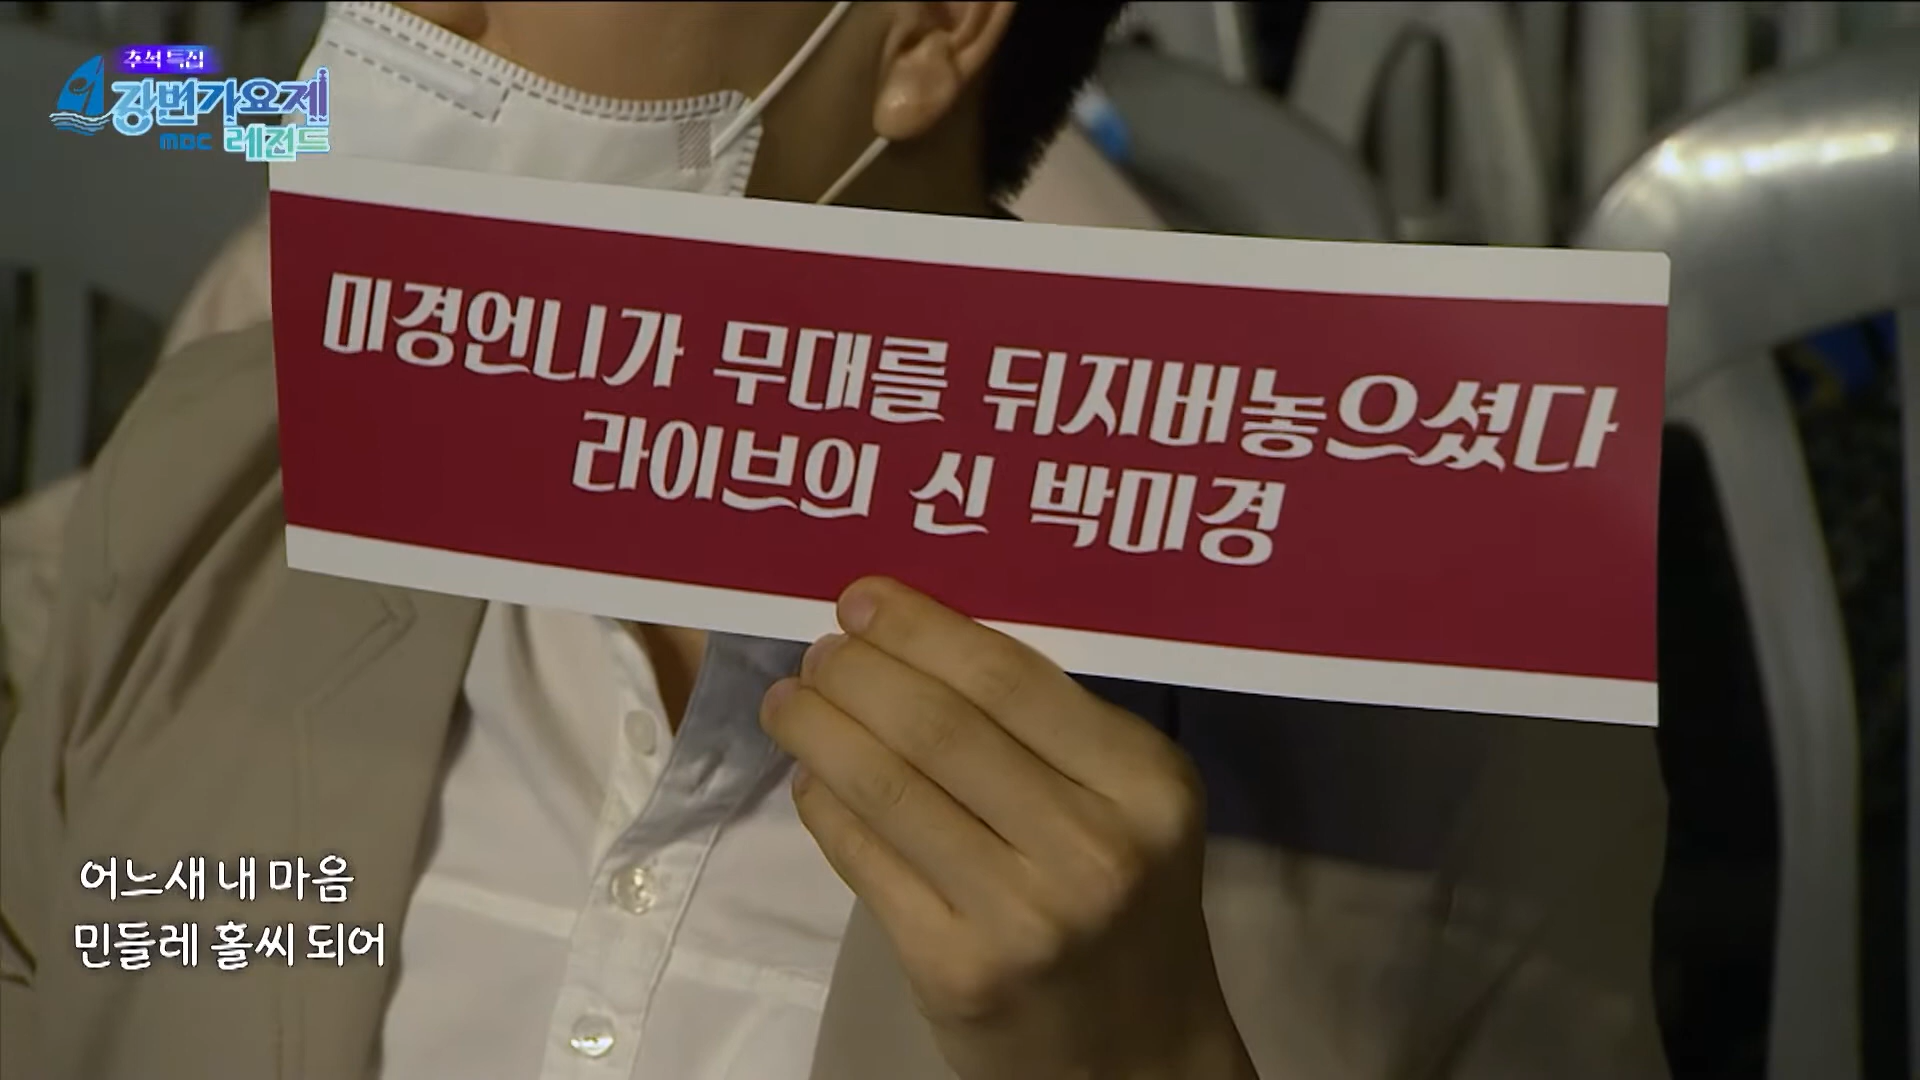 추석 특집
강변가요제
MBC 레전드
미경언니가 무대를 뒤지버놓으셨다
라이브의 신 박미경
어느새 내 마음
민들레 홀씨 되어